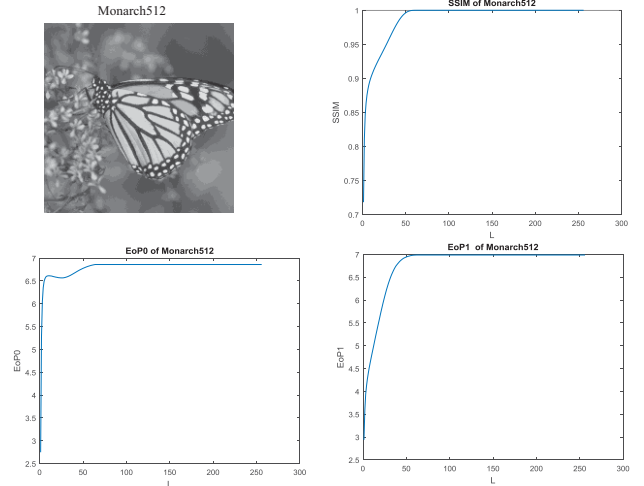 Monarch512
SSIM of Monarch512
1
0.95
0.9
0.85
0.8
0.75
0.7
SSIM
0 50 100 150 200 250 300
L
EoP0 of Monarch512
7
6.5
6
5.5
5
4.5
4
3.5
3
2.5
EoP0
0 50 100 150 200 250 300
L
EoP1 of Monarch512
7
6.5
6
5.5
5
4.5
4
3.5
3
2.5
EoP1
0 50 100 150 200 250 300
L